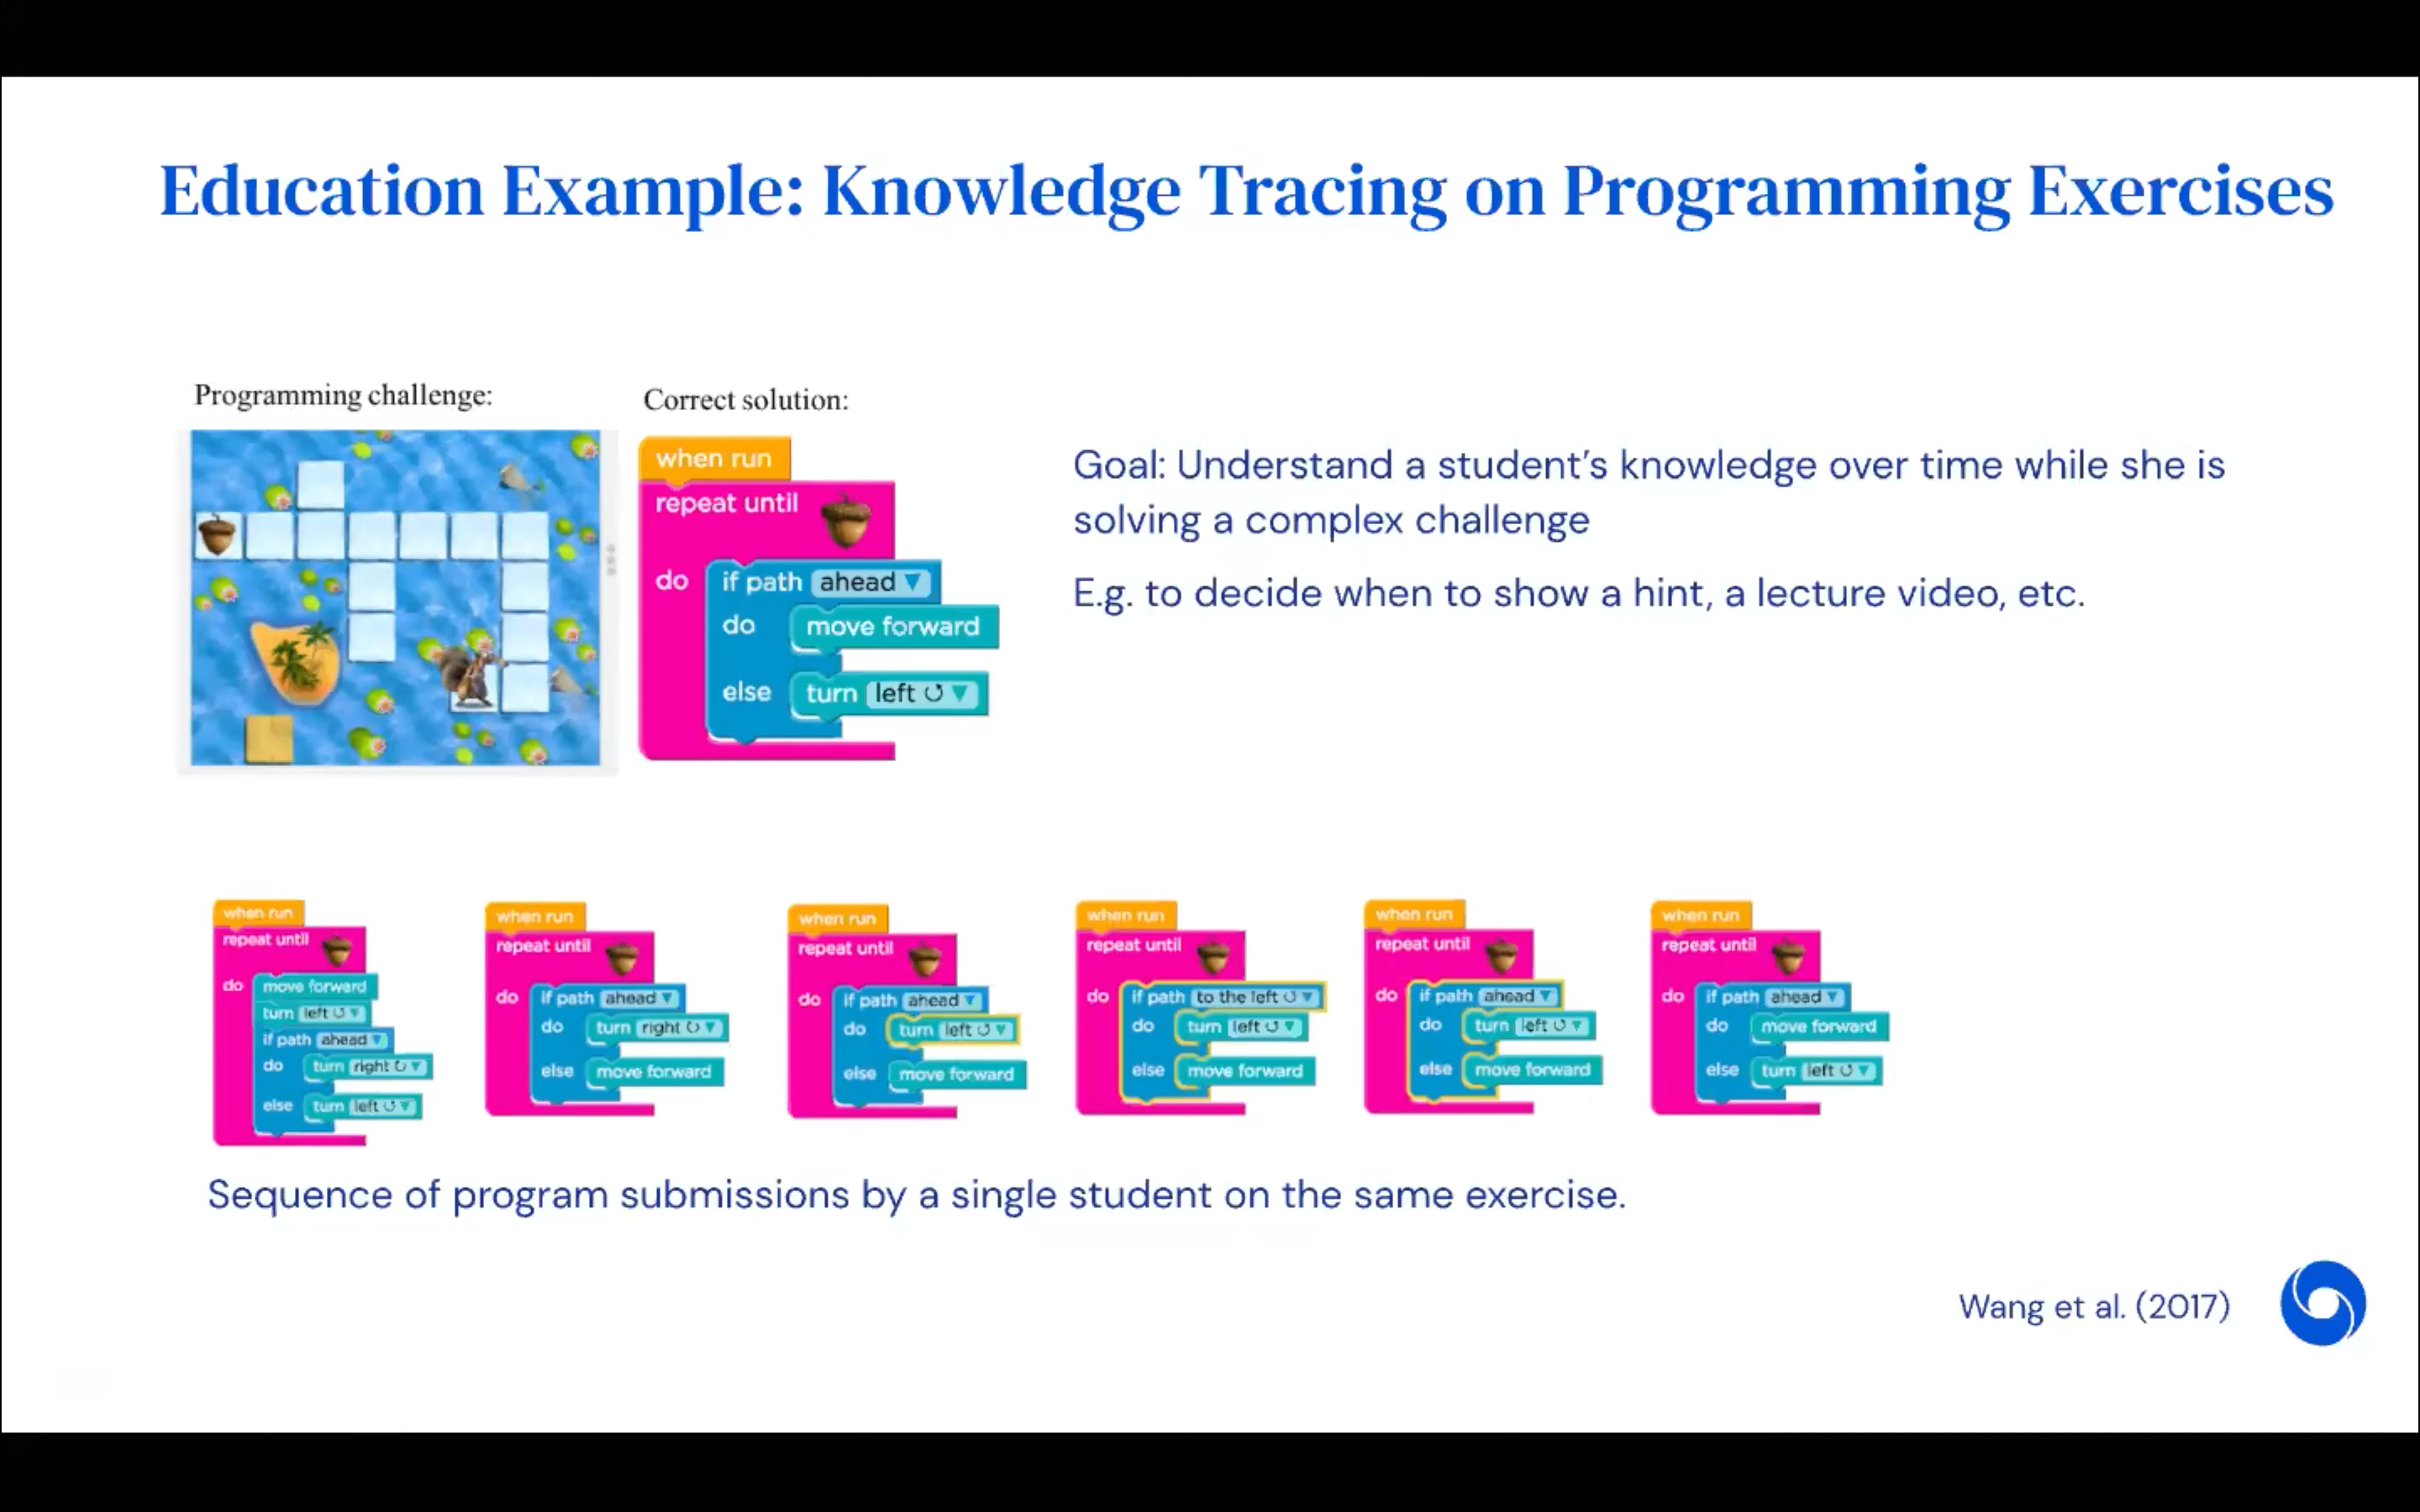 Education Example: Knowledge Tracing on Programming Exercises
Programming challenge:
Correct solution:
when run
repeat until
do if path ahead ▼
do move forward
else turn left ↺ ▼
Goal: Understand a student's knowledge over time while she is
solving a complex challenge
E.g. to decide when to show a hint, a lecture video, etc.
when run
repeat until
do move forward
turn left ↺ ▼
if path ahead ▼
do turn right ↻ ▼
else turn left ↺ ▼
when run
repeat until
do if path ahead ▼
do turn right ↻ ▼
else move forward
when run
repeat until
do if path ahead ▼
do turn left ↺ ▼
else move forward
when run
repeat until
do if path to the left ↺ ▼
do turn left ↺ ▼
else move forward
when run
repeat until
do if path ahead ▼
do turn left ↺ ▼
else move forward
when run
repeat until
do if path ahead ▼
do move forward
else turn left ↺ ▼
Sequence of program submissions by a single student on the same exercise.
Wang et al. (2017)